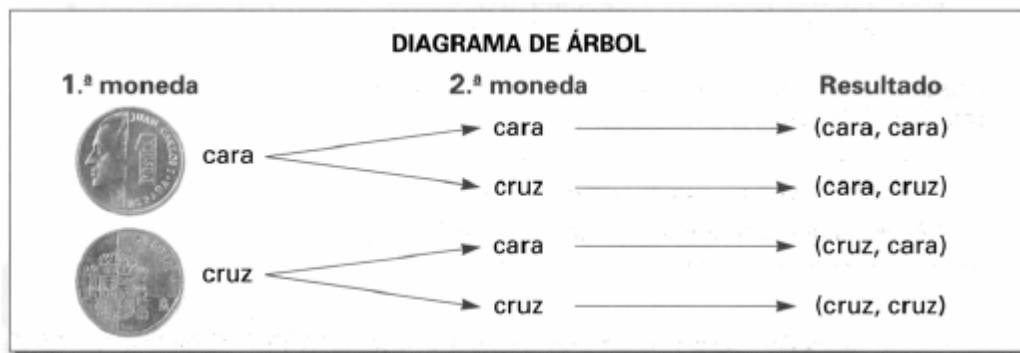 DIAGRAMA DE ÁRBOL
1.ª moneda 2.ª moneda Resultado
cara (cara, cara)
cara
cruz (cara, cruz)
cara (cruz, cara)
cruz
cruz (cruz, cruz)